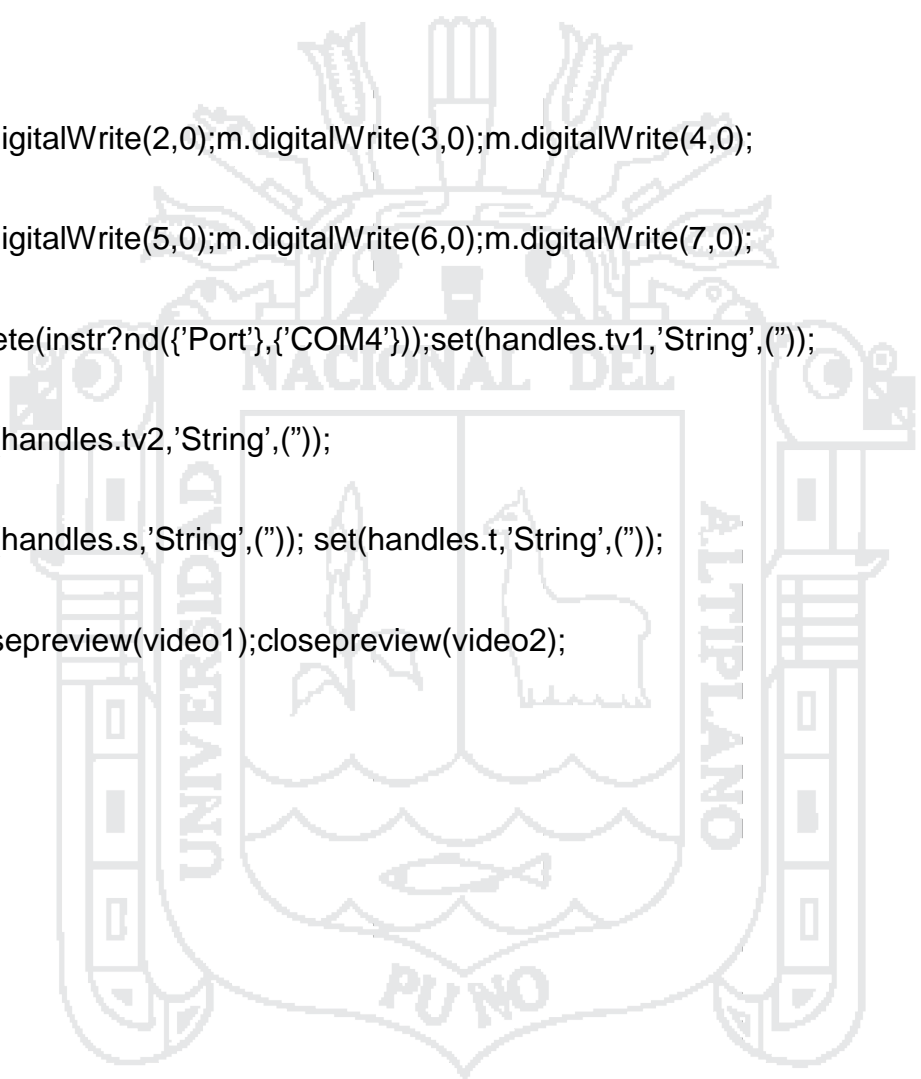 igitalWrite(2,0);m.digitalWrite(3,0);m.digitalWrite(4,0);
igitalWrite(5,0);m.digitalWrite(6,0);m.digitalWrite(7,0);
ete(instr?nd({’Port’},{’COM4’}));set(handles.tv1,’String’,(”));
handles.tv2,’String’,(”));
handles.s,’String’,(”)); set(handles.t,’String’,(”));
sepreview(video1);closepreview(video2);
NACIONAL DEL
UNIVERSIDAD
ALTIPLANO
PUNO